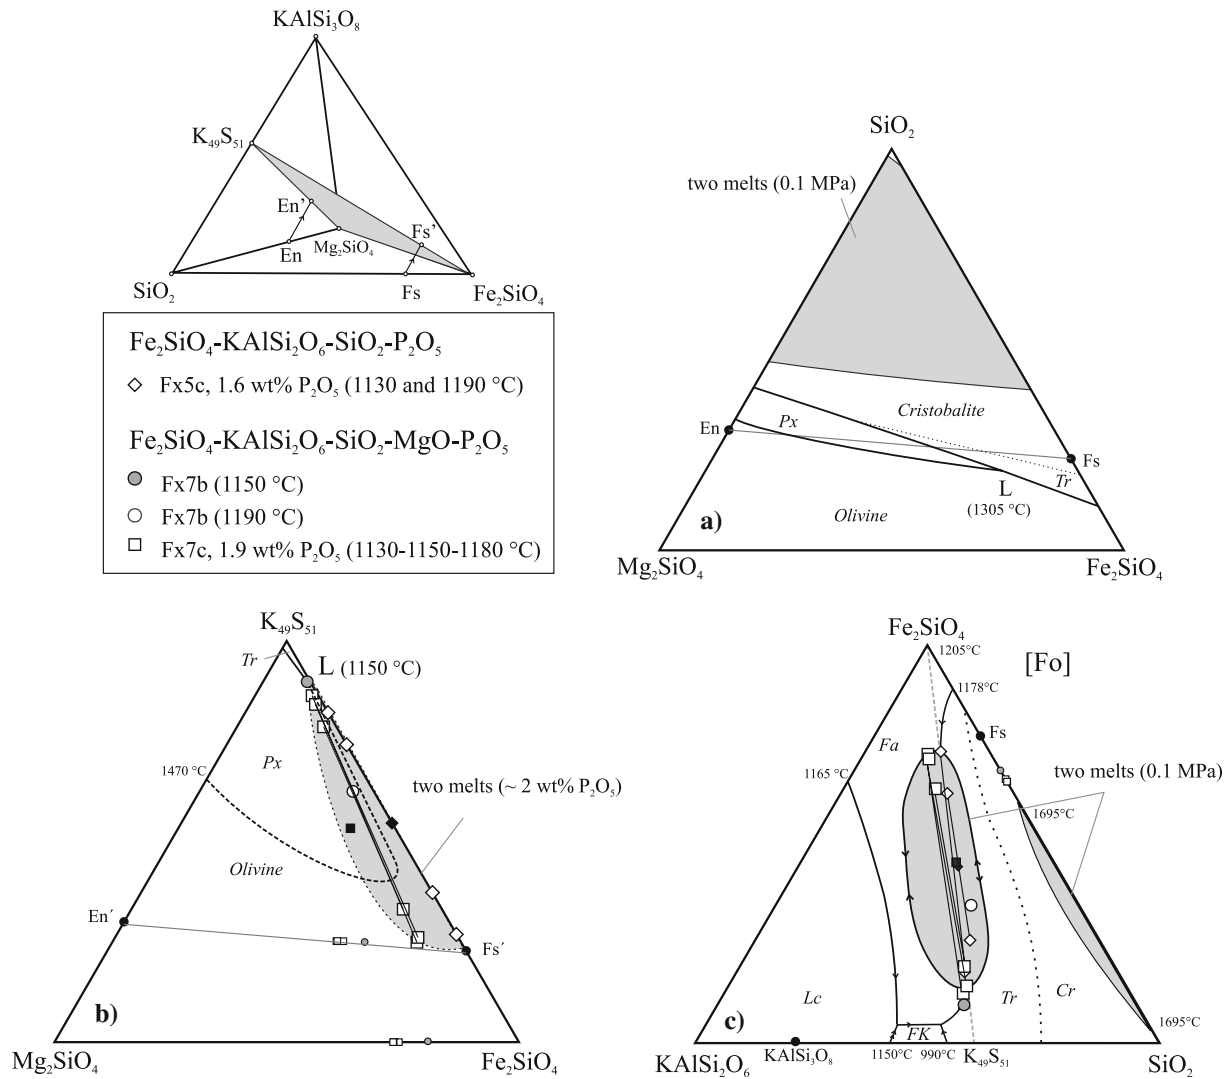 KAlSi₃O₈
K₄₉S₅₁
En'
Fs'
En
Mg₂SiO₄
SiO₂
Fs
Fe₂SiO₄
Fe₂SiO₄-KAlSi₂O₆-SiO₂-P₂O₅
Fx5c, 1.6 wt% P₂O₅ (1130 and 1190 °C)
Fe₂SiO₄-KAlSi₂O₆-SiO₂-MgO-P₂O₅
Fx7b (1150 °C)
Fx7b (1190 °C)
Fx7c, 1.9 wt% P₂O₅ (1130-1150-1180 °C)
SiO₂
two melts (0.1 MPa)
Cristobalite
En
Px
Fs
Tr
L
(1305 °C)
Olivine
a)
Mg₂SiO₄
Fe₂SiO₄
K₄₉S₅₁
Tr
L (1150 °C)
Px
1470 °C
two melts (~ 2 wt% P₂O₅)
Olivine
En´
Fs´
b)
Mg₂SiO₄
Fe₂SiO₄
Fe₂SiO₄
1205°C
[Fo]
1178°C
Fs
Fa
1165 °C
two melts (0.1 MPa)
1695°C
Lc
Tr
Cr
c)
FK
1695°C
KAlSi₂O₆
KAlSi₃O₈
1150°C
990°C
K₄₉S₅₁
SiO₂